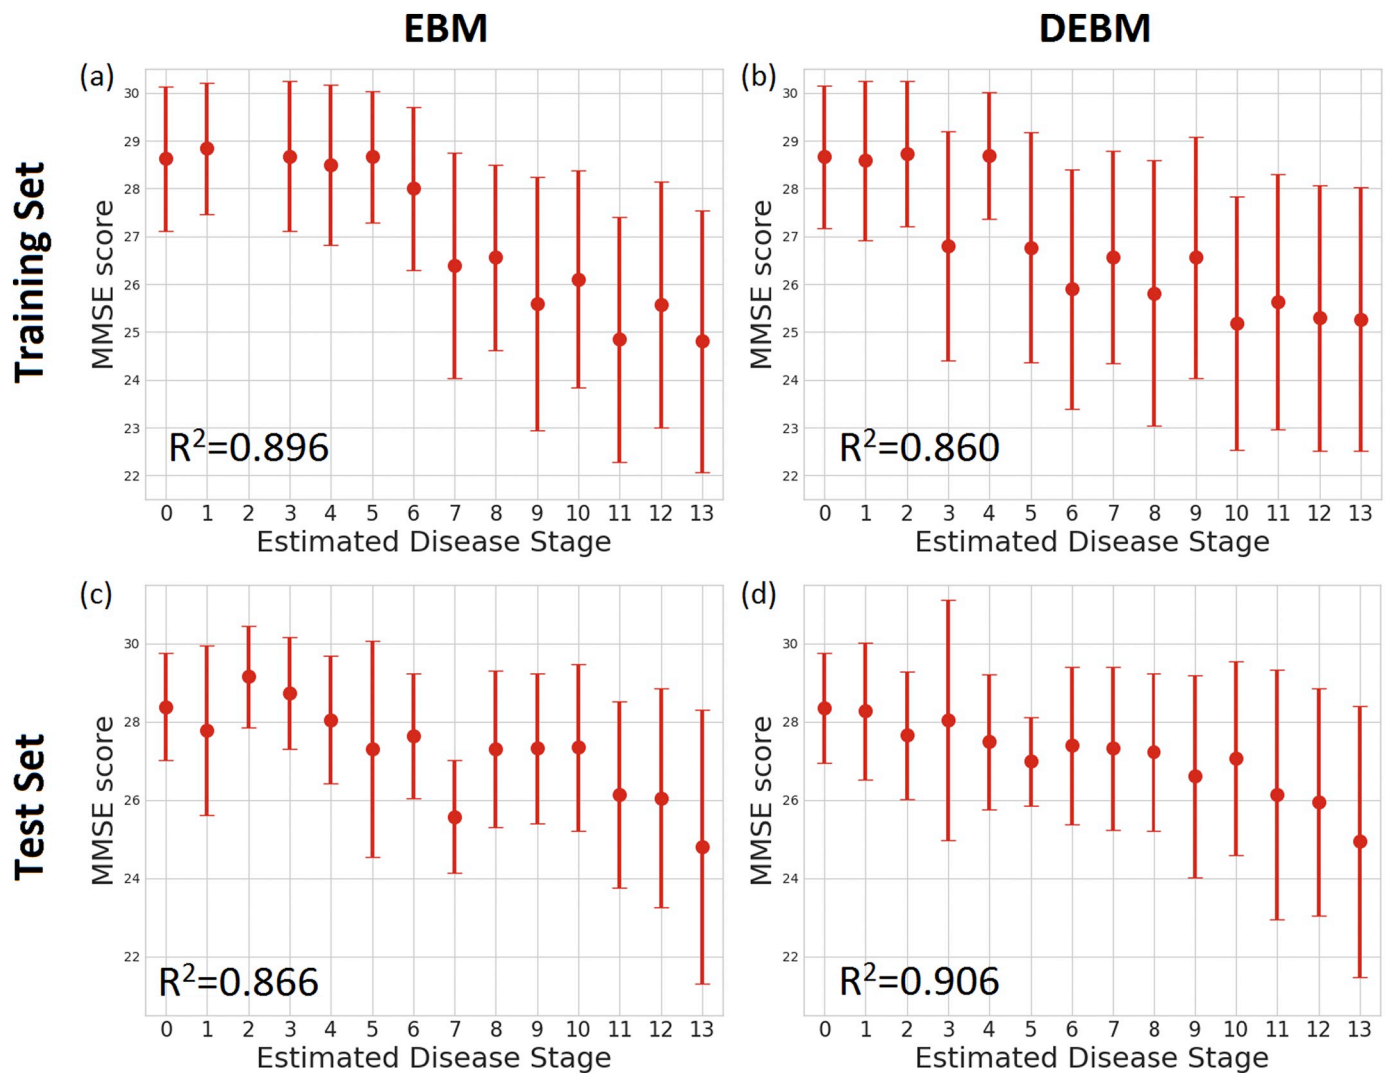 EBM
DEBM
Training Set
(a)
MMSE score
30
29
28
27
26
25
24
23
22
R²=0.896
0 1 2 3 4 5 6 7 8 9 10 11 12 13
Estimated Disease Stage
(b)
MMSE score
30
29
28
27
26
25
24
23
22
R²=0.860
0 1 2 3 4 5 6 7 8 9 10 11 12 13
Estimated Disease Stage
Test Set
(c)
MMSE score
30
28
26
24
22
R²=0.866
0 1 2 3 4 5 6 7 8 9 10 11 12 13
Estimated Disease Stage
(d)
MMSE score
30
28
26
24
22
R²=0.906
0 1 2 3 4 5 6 7 8 9 10 11 12 13
Estimated Disease Stage